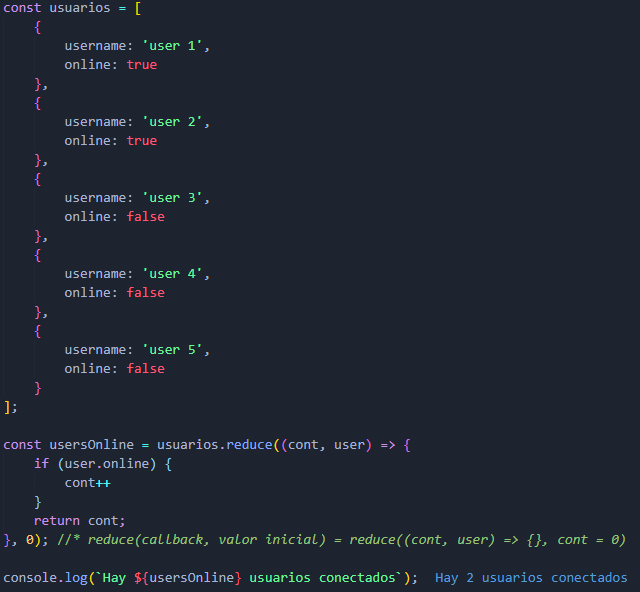 const usuarios = [
    {
        username: 'user 1',
        online: true
    },
    {
        username: 'user 2',
        online: true
    },
    {
        username: 'user 3',
        online: false
    },
    {
        username: 'user 4',
        online: false
    },
    {
        username: 'user 5',
        online: false
    }
];

const usersOnline = usuarios.reduce((cont, user) => {
    if (user.online) {
        cont++
    }
    return cont;
}, 0); //* reduce(callback, valor inicial) = reduce((cont, user) => {}, cont = 0)

console.log(`Hay ${usersOnline} usuarios conectados`);  Hay 2 usuarios conectados